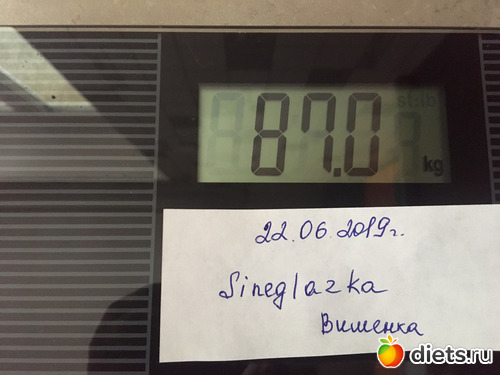 st:lb
87.0
kg
22.06.2019г.
Sineglazka
Вишенка
diets.ru